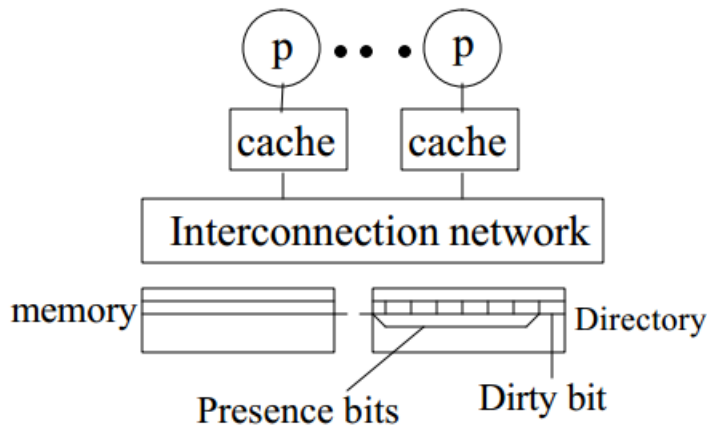 p p
cache cache
Interconnection network
memory
Directory
Presence bits
Dirty bit